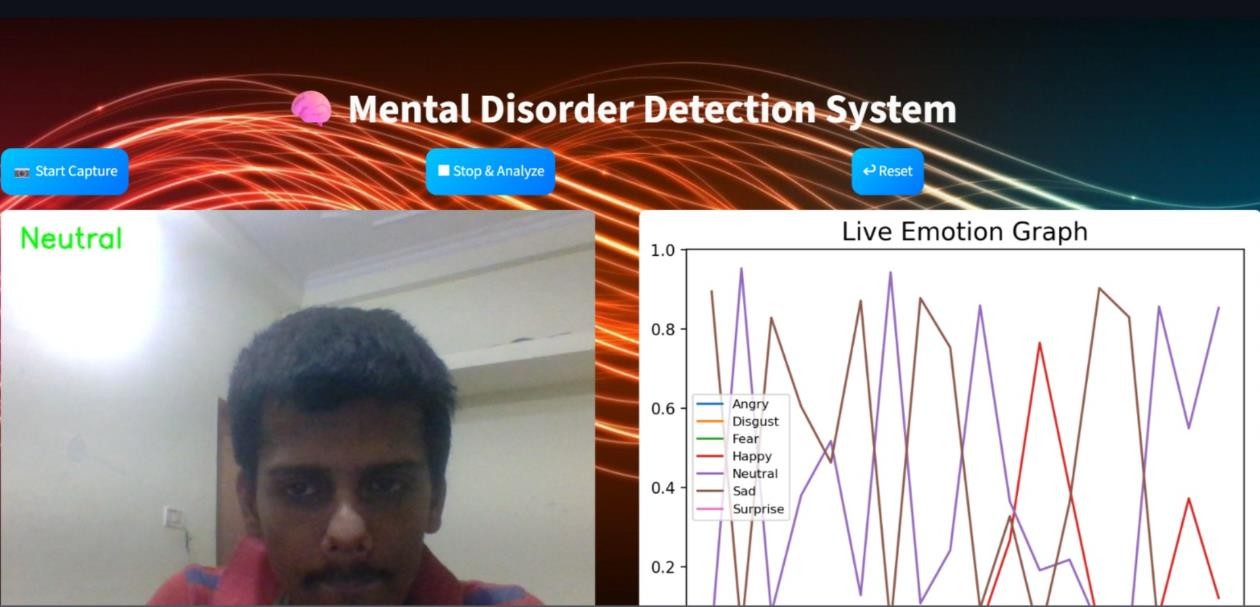 🧠 Mental Disorder Detection System
📷 Start Capture
⏹ Stop & Analyze
↩ Reset
Neutral
Live Emotion Graph
1.0
0.8
0.6
0.4
0.2
Angry
Disgust
Fear
Happy
Neutral
Sad
Surprise